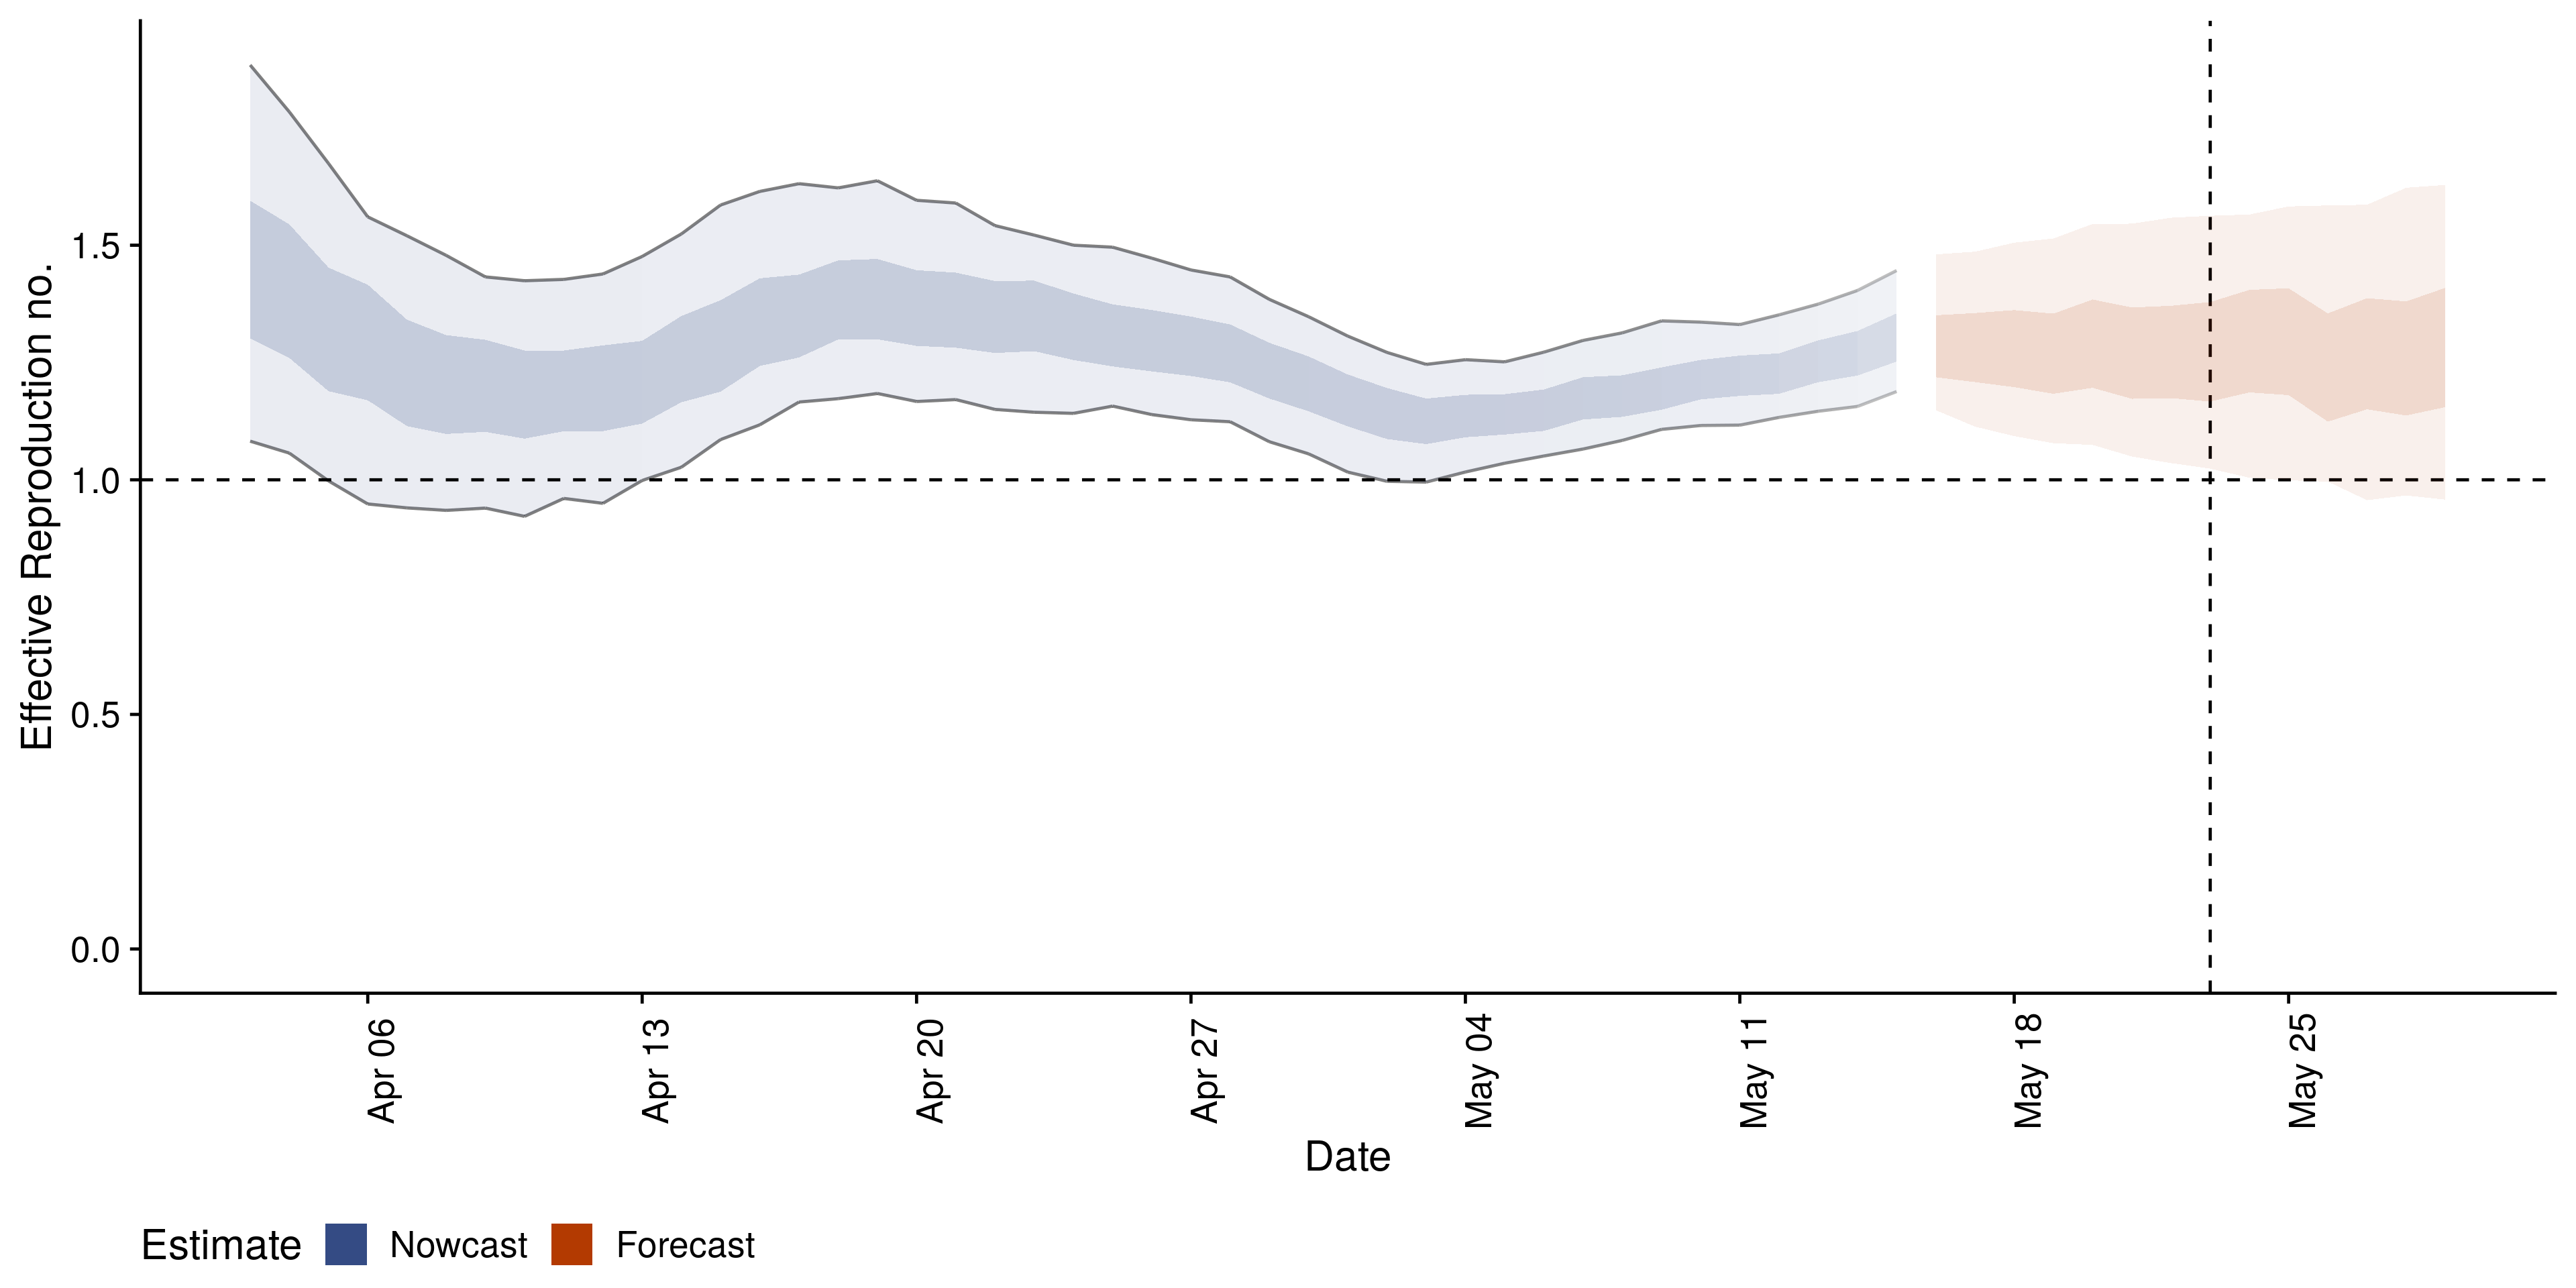 Effective Reproduction no.
1.5
1.0
0.5
0.0
Apr 06
Apr 13
Apr 20
Apr 27
May 04
May 11
May 18
May 25
Date
Estimate Nowcast Forecast